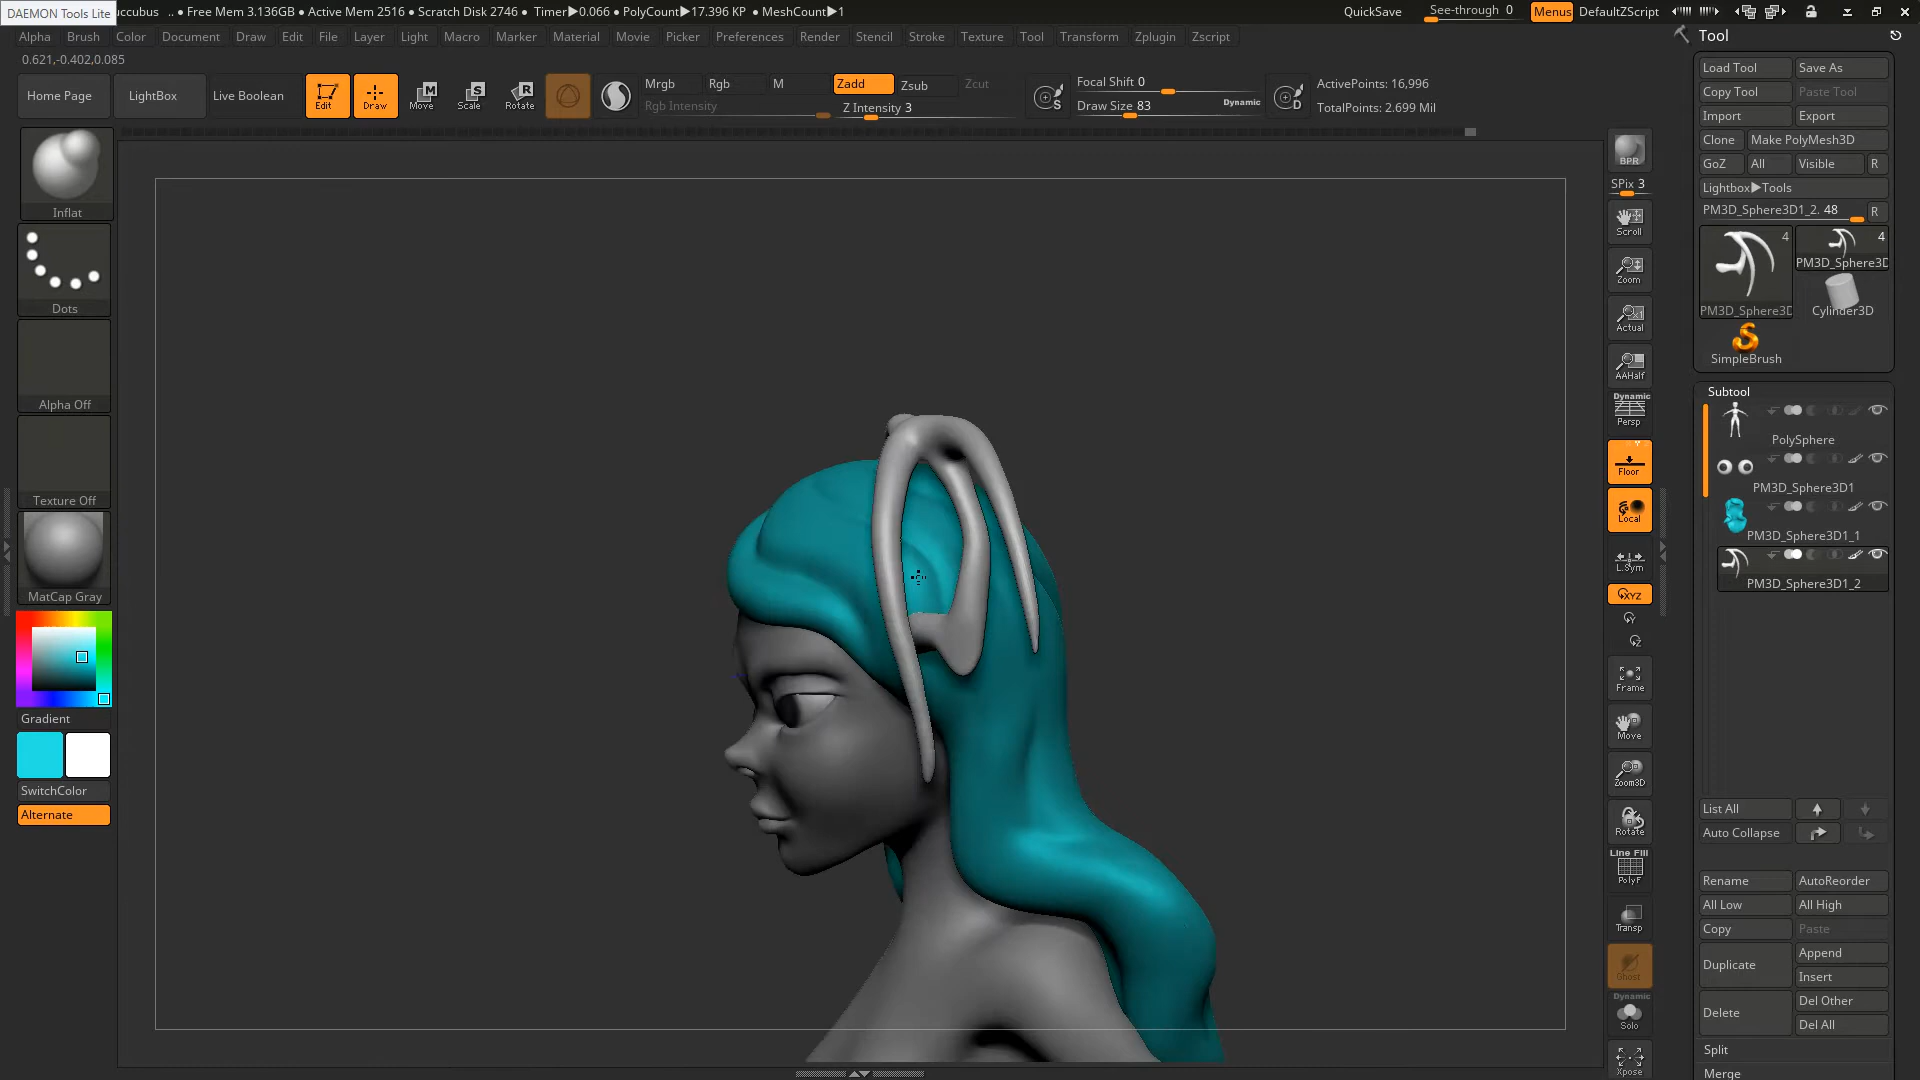 DAEMON Tools Lite
uccubus .. ● Free Mem 3.136GB ● Active Mem 2516 ● Scratch Disk 2746 ● Timer▶0.066 ● PolyCount▶17.396 KP ● MeshCount▶1
QuickSave See-through 0 Menus DefaultZScript
Alpha Brush Color Document Draw Edit File Layer Light Macro Marker Material Movie Picker Preferences Render Stencil Stroke Texture Tool Transform Zplugin Zscript
0.621,-0.402,0.085
Home Page LightBox Live Boolean
Edit Draw Move Scale Rotate
Mrgb Rgb M Zadd Zsub Zcut
Rgb Intensity Z Intensity 3
Focal Shift 0
Draw Size 83 Dynamic
ActivePoints: 16,996
TotalPoints: 2.699 Mil
Inflat
Dots
Alpha Off
Texture Off
MatCap Gray
Gradient
SwitchColor
Alternate
BPR
SPix 3
Scroll
Zoom
Actual
AAHalf
Dynamic
Persp
Floor
Local
L.Sym
XYZ
Y
Z
Frame
Move
Zoom3D
Rotate
Line Fill
PolyF
Transp
Ghost
Dynamic
Solo
Xpose
Tool
Load Tool Save As
Copy Tool Paste Tool
Import Export
Clone Make PolyMesh3D
GoZ All Visible R
Lightbox▶Tools
PM3D_Sphere3D1_2. 48 R
4 4
PM3D_Sphere3D
PM3D_Sphere3D Cylinder3D
SimpleBrush
Subtool
PolySphere
PM3D_Sphere3D1
PM3D_Sphere3D1_1
PM3D_Sphere3D1_2
List All
Auto Collapse
Rename AutoReorder
All Low All High
Copy Paste
Duplicate Append
Insert
Delete Del Other
Del All
Split
Merge